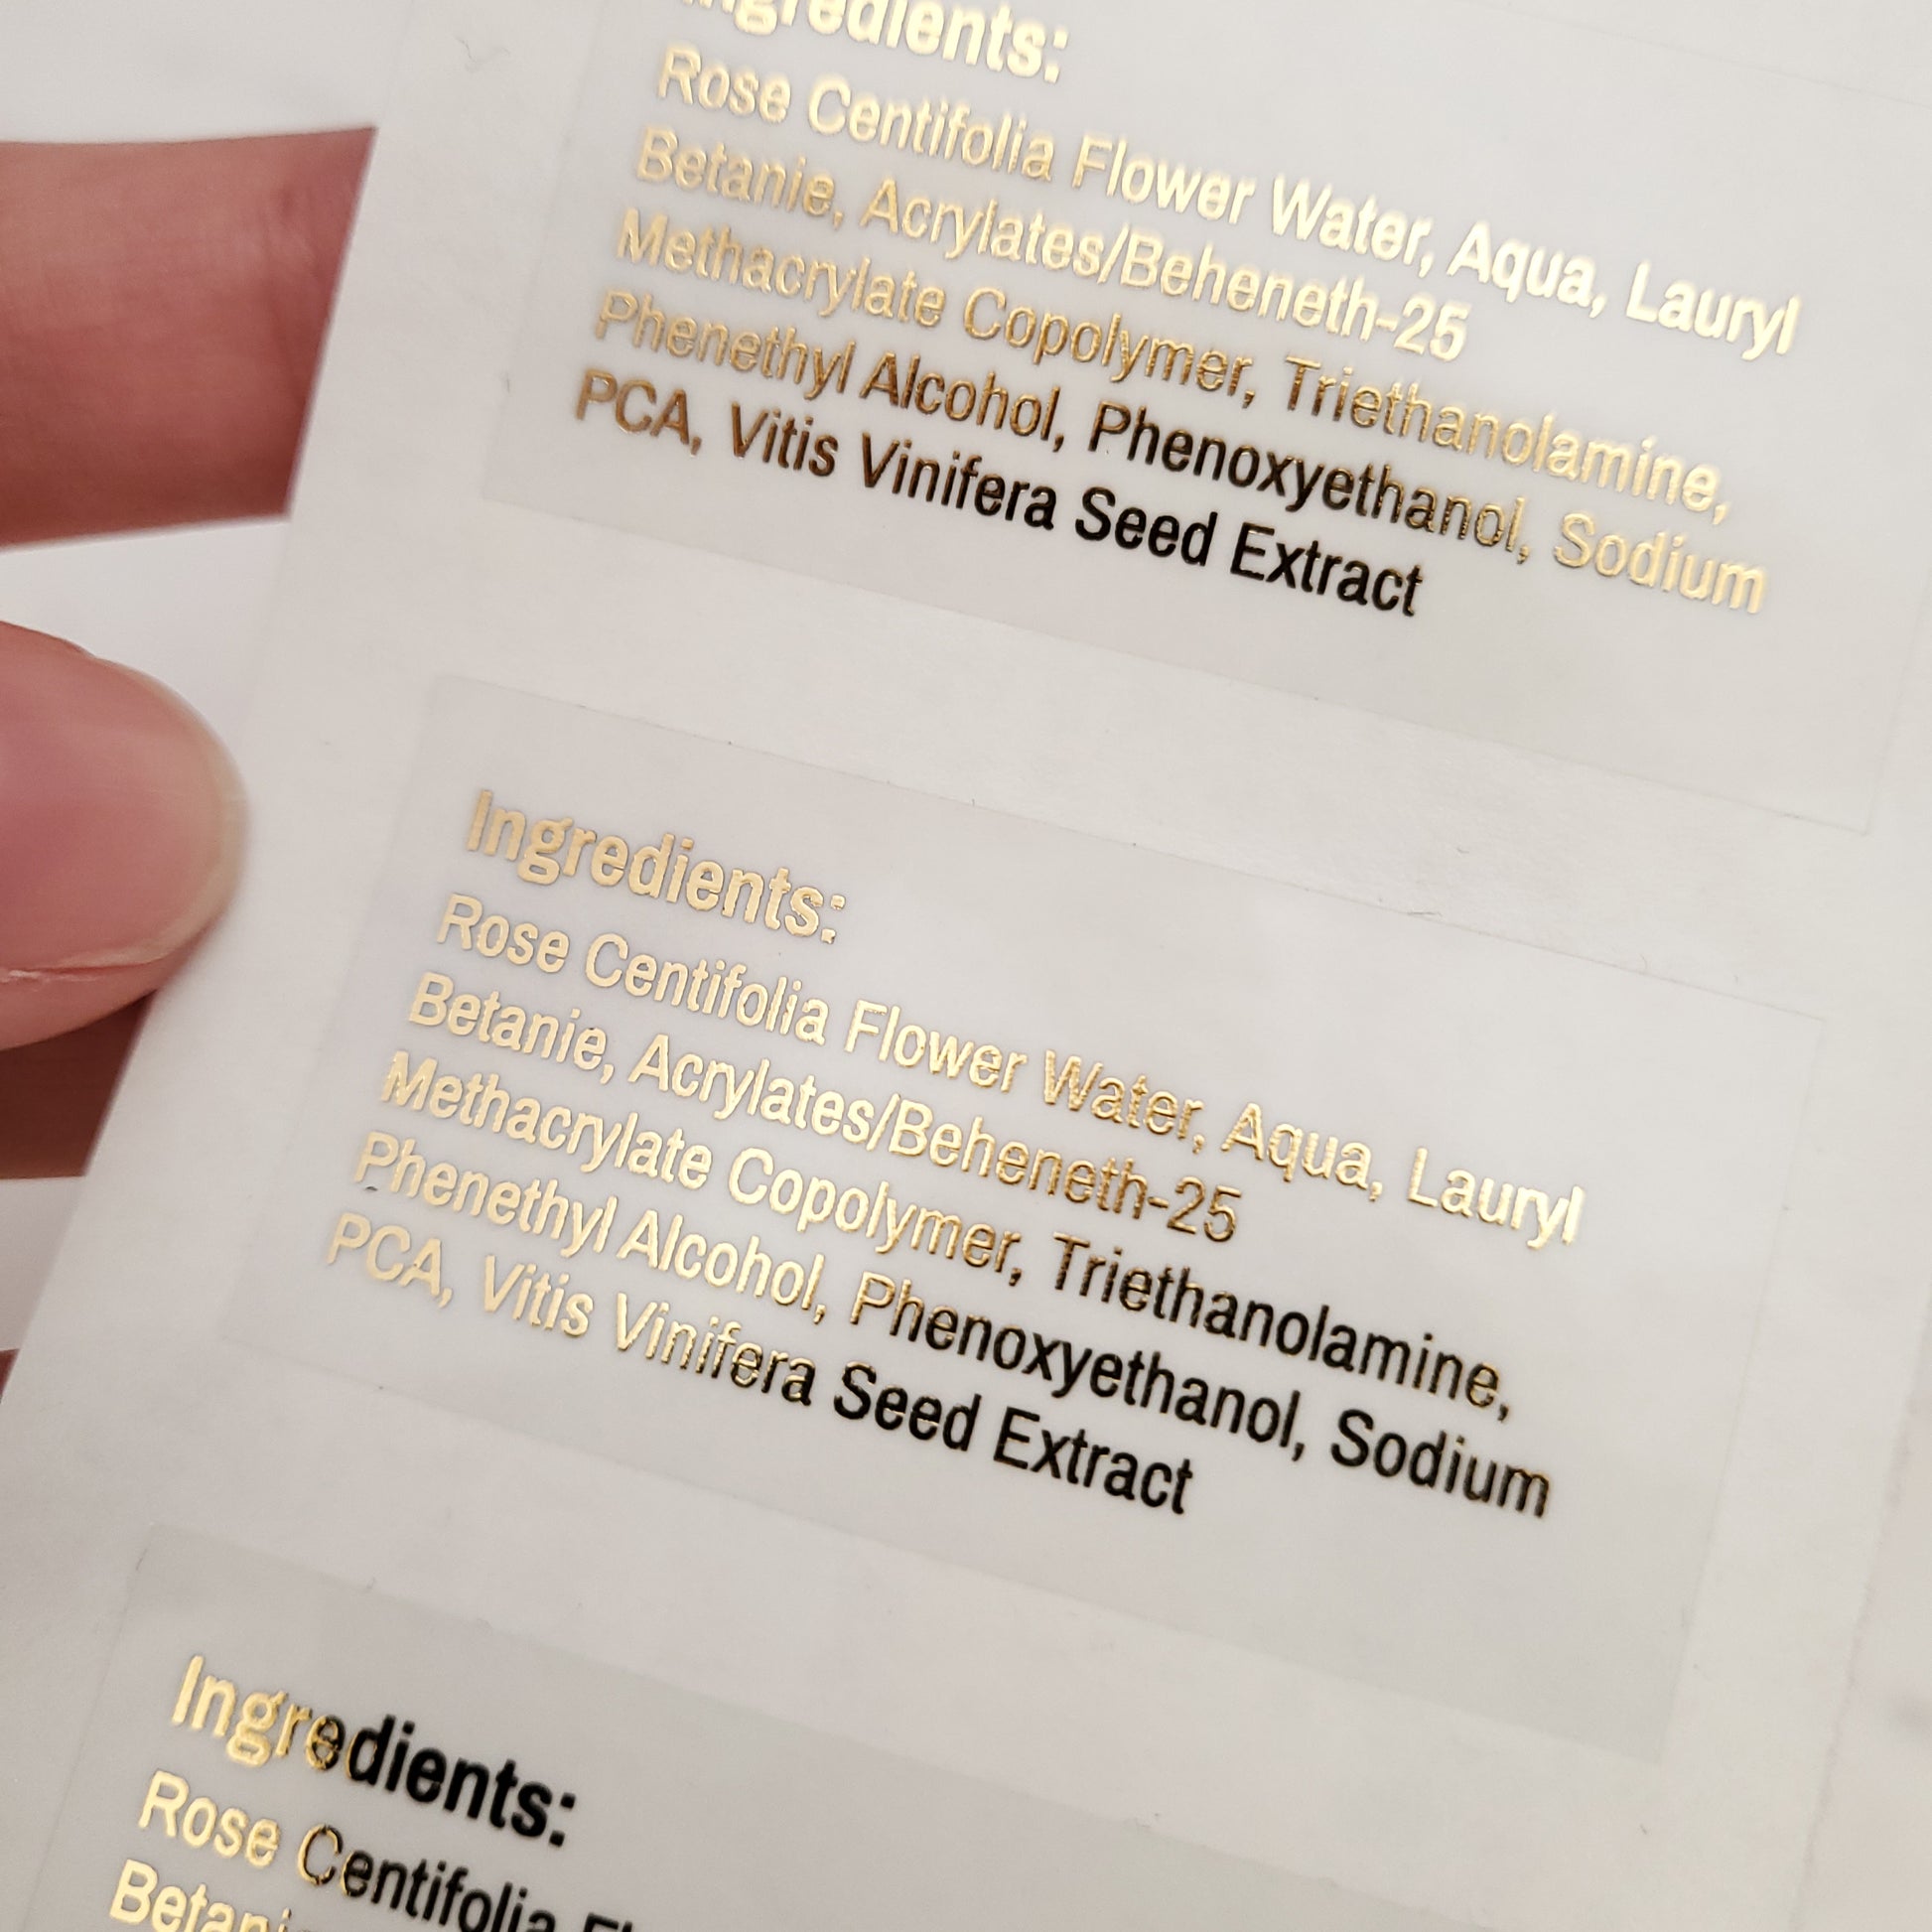 Ingredients:
Rose Centifolia Flower Water, Aqua, Lauryl
Betanie, Acrylates/Beheneth-25
Methacrylate Copolymer, Triethanolamine,
Phenethyl Alcohol, Phenoxyethanol, Sodium
PCA, Vitis Vinifera Seed Extract
Ingredients:
Rose Centifolia Flower Water, Aqua, Lauryl
Betanie, Acrylates/Beheneth-25
Methacrylate Copolymer, Triethanolamine,
Phenethyl Alcohol, Phenoxyethanol, Sodium
PCA, Vitis Vinifera Seed Extract
Ingredients:
Rose Centifolia